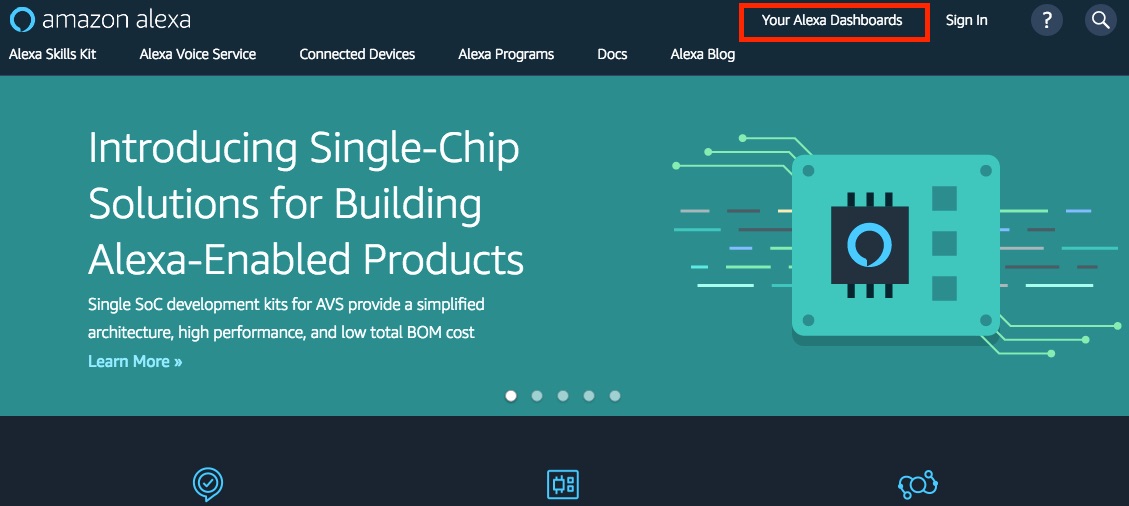 amazon alexa
Your Alexa Dashboards
Sign In
?
Alexa Skills Kit
Alexa Voice Service
Connected Devices
Alexa Programs
Docs
Alexa Blog
Introducing Single-Chip
Solutions for Building
Alexa-Enabled Products
Single SoC development kits for AVS provide a simplified
architecture, high performance, and low total BOM cost
Learn More »